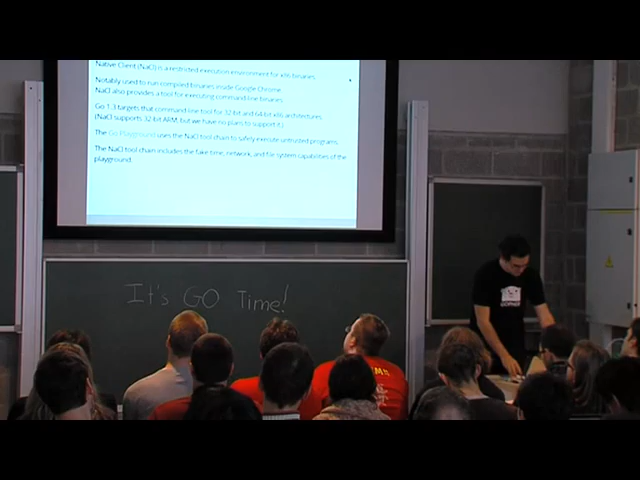 Native Client (NaCl) is a restricted execution environment for x86 binaries.
Notably used to run compiled binaries inside Google Chrome.
NaCl also provides a tool for executing command-line binaries.
Go 1.3 targets that command line tool for 32-bit and 64-bit x86 architectures
(NaCl supports 32-bit ARM, but we have no plans to support it.)
The Go Playground uses the NaCl tool chain to safely execute untrusted programs.
The NaCl tool chain includes the fake time, network, and file system capabilities of the
playground.
It's GO Time!